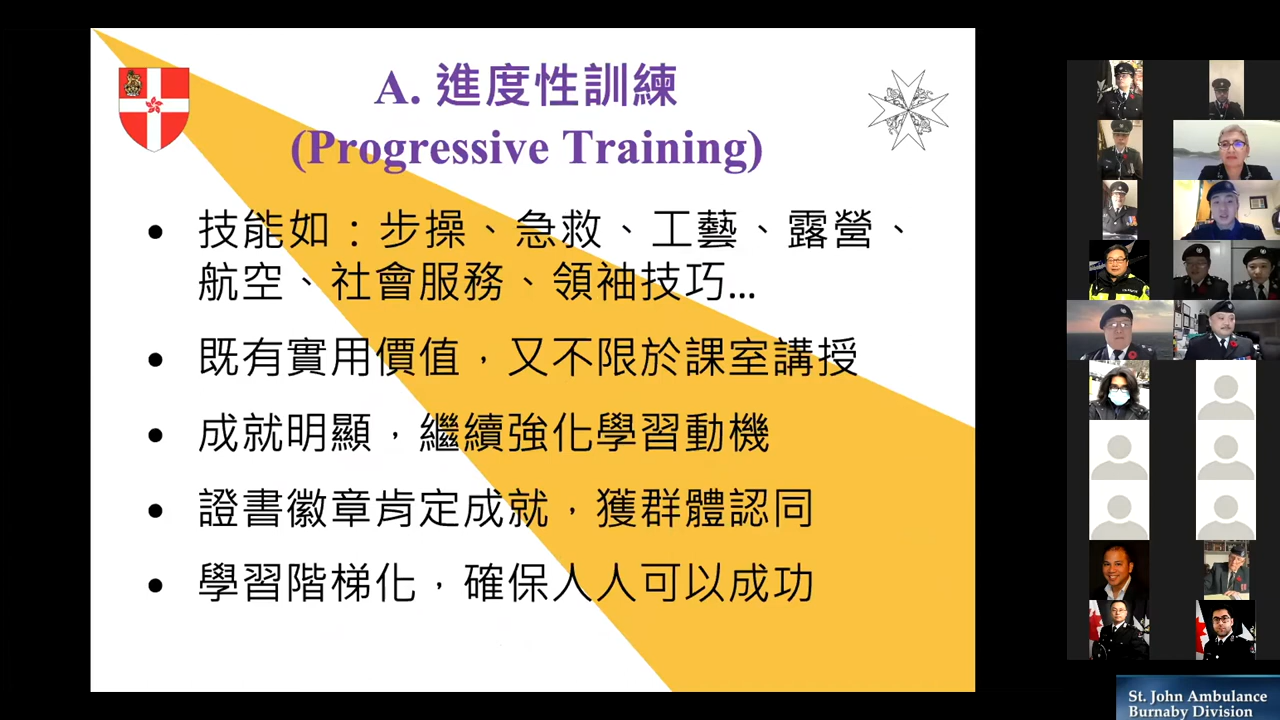 A. 進度性訓練
(Progressive Training)
• 技能如：步操、急救、工藝、露營、
航空、社會服務、領袖技巧...
• 既有實用價值，又不限於課室講授
• 成就明顯，繼續強化學習動機
• 證書徽章肯定成就，獲群體認同
• 學習階梯化，確保人人可以成功
St. John Ambulance
Burnaby Division